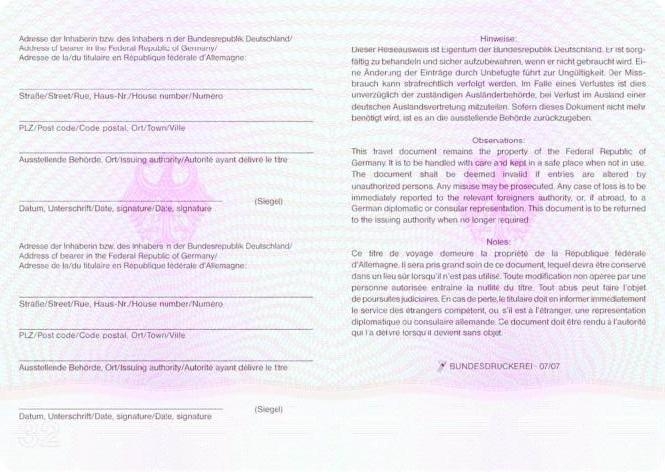 Adresse der Inhaberin bzw. des Inhabers in der Bundesrepublik Deutschland/
Address of bearer in the Federal Republic of Germany/
Adresse de la/du titulaire en République fédérale d'Allemagne:
Straße/Street/Rue, Haus-Nr./House number/Numéro
PLZ/Post code/Code postal, Ort/Town/Ville
Ausstellende Behörde, Ort/Issuing authority/Autorité ayant délivré le titre
(Siegel)
Datum, Unterschrift/Date, signature/Date, signature
Adresse der Inhaberin bzw. des Inhabers in der Bundesrepublik Deutschland/
Address of bearer in the Federal Republic of Germany/
Adresse de la/du titulaire en République fédérale d'Allemagne:
Straße/Street/Rue, Haus-Nr./House number/Numéro
PLZ/Post code/Code postal, Ort/Town/Ville
Ausstellende Behörde, Ort/Issuing authority/Autorité ayant délivré le titre
(Siegel)
Datum, Unterschrift/Date, signature/Date, signature
32
Hinweise:
Dieser Reiseausweis ist Eigentum der Bundesrepublik Deutschland. Er ist sorg-
fältig zu behandeln und sicher aufzubewahren, wenn er nicht gebraucht wird. Ei-
ne Änderung der Einträge durch Unbefugte führt zur Ungültigkeit. Der Miss-
brauch kann strafrechtlich verfolgt werden. Im Falle eines Verlustes ist dies
unverzüglich der zuständigen Ausländerbehörde, bei Verlust im Ausland einer
deutschen Auslandsvertretung mitzuteilen. Sofern dieses Dokument nicht mehr
benötigt wird, ist es an die ausstellende Behörde zurückzugeben.
Observations:
This travel document remains the property of the Federal Republic of
Germany. It is to be handled with care and kept in a safe place when not in use.
The document shall be deemed invalid if entries are altered by
unauthorized persons. Any misuse may be prosecuted. Any case of loss is to be
immediately reported to the relevant foreigners authority, or, if abroad, to a
German diplomatic or consular representation. This document is to be returned
to the issuing authority when no longer required.
Notes:
Ce titre de voyage demeure la propriété de la République fédérale
d'Allemagne. Il sera pris grand soin de ce document, lequel devra être conservé
dans un lieu sûr lorsqu'il n'est pas utilisé. Toute modification non opérée par une
personne autorisée entraîne la nullité du titre. Tout abus peut faire l'objet
de poursuites judiciaires. En cas de perte, le titulaire doit en informer immédiatement
le service des étrangers compétent, ou s'il est à l'étranger, une représentation
diplomatique ou consulaire allemande. Ce document doit être rendu à l'autorité
qui l'a délivré lorsqu'il devient sans objet.
BUNDESDRUCKEREI - 07/07